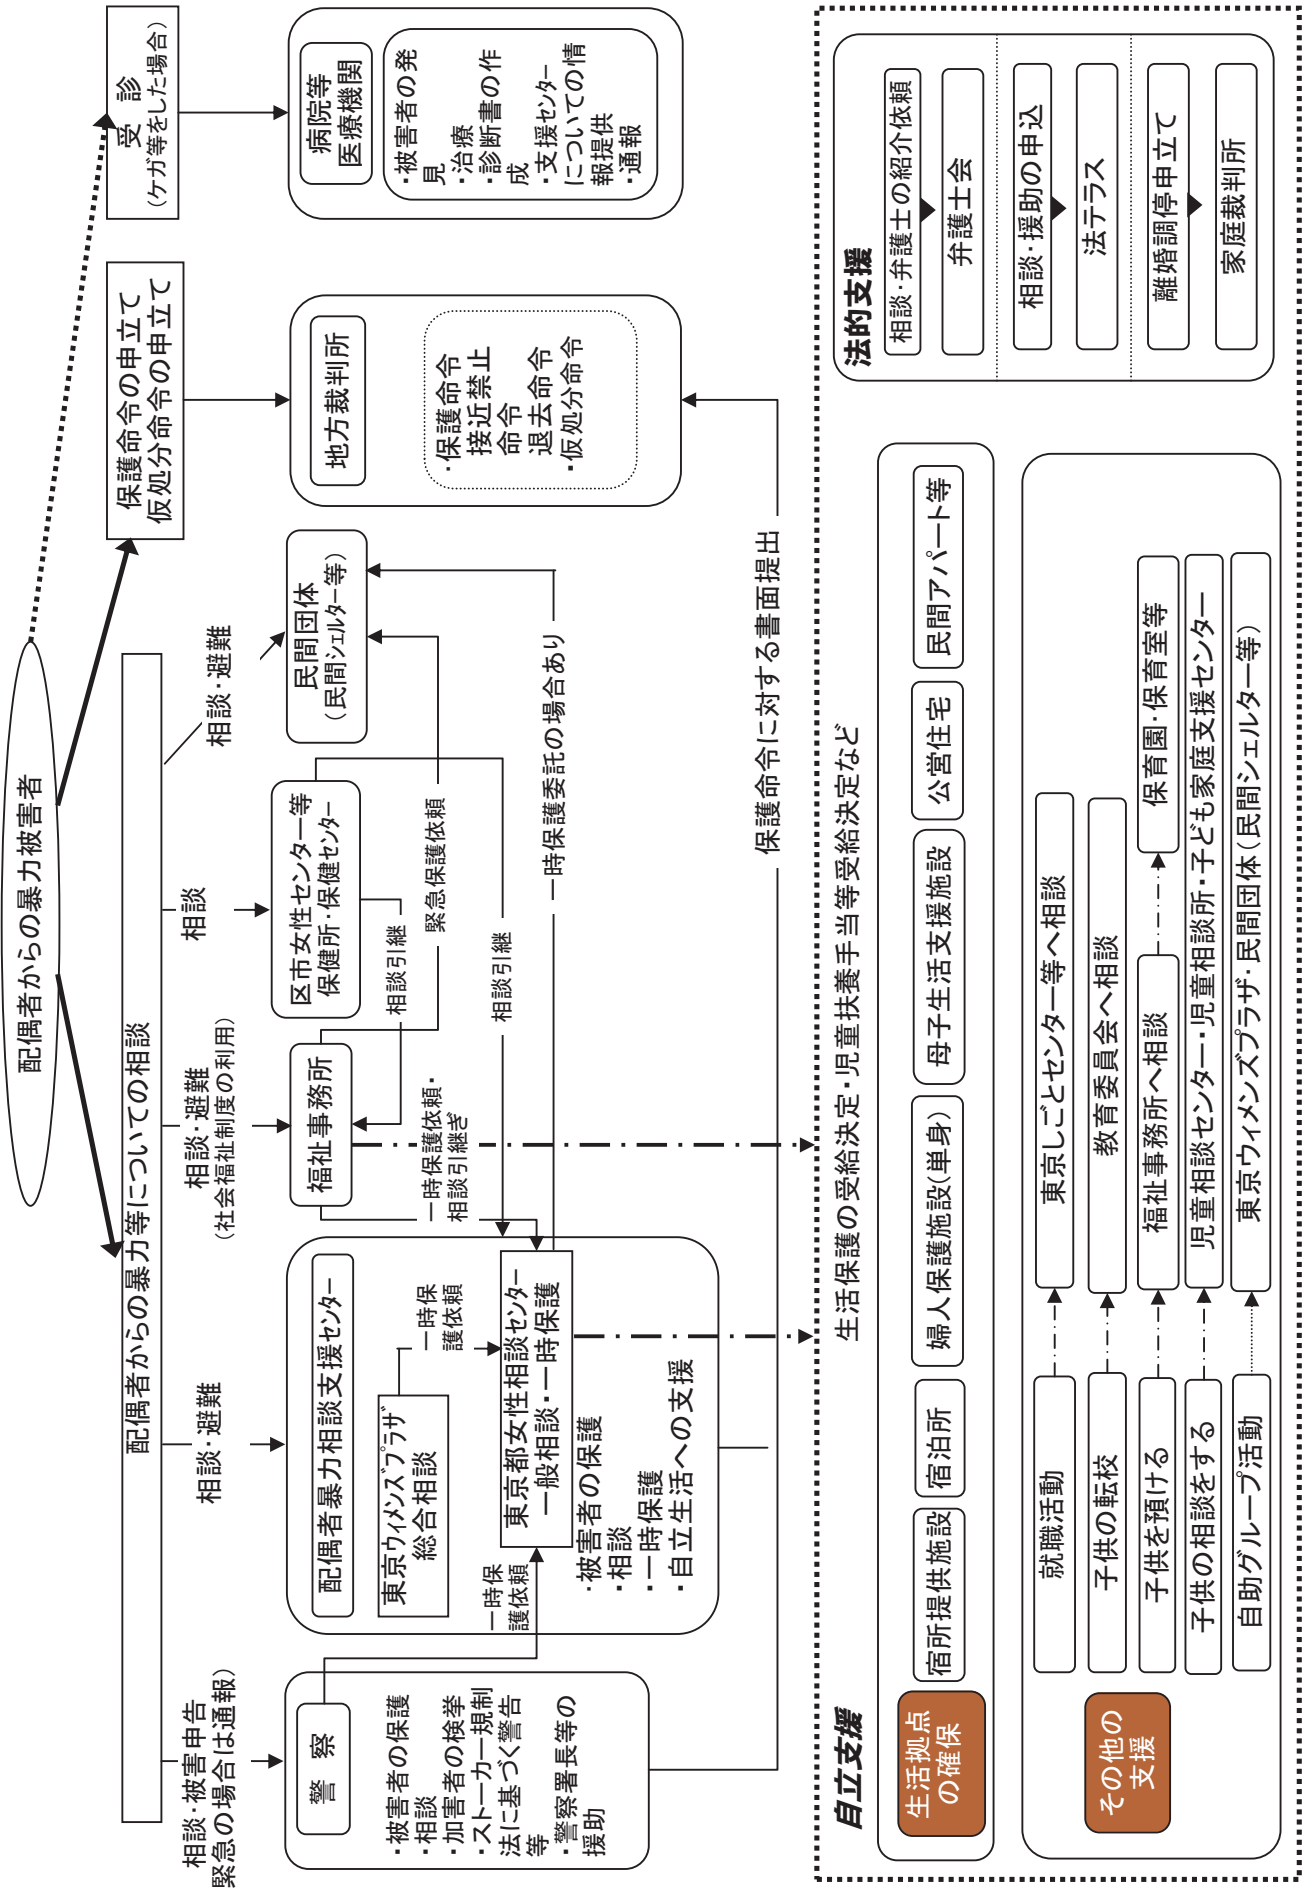 配偶者からの暴力被害者
配偶者からの暴力等についての相談
保護命令の申立て
仮処分命令の申立て
受 診
（ケガ等をした場合）
相談･被害申告
緊急の場合は通報）
相談･避難
相談･避難
（社会福祉制度の利用）
相談
相談･避難
警 察
・被害者の保護
・相談
加害者の検挙
・ストーカー規制
法に基づく警告
等
・警察署長等の
援助
配偶者暴力相談支援センター
東京ウィメンズプラザ
総合相談
一時保
護依頼
一時保
護依頼
東京都女性相談センター
一般相談・一時保護
・被害者の保護
・相談
・一時保護
・自立生活への支援
福祉事務所
一時保護依頼・
相談引継ぎ
区市女性センター等
保健所・保健センター
相談引継
緊急保護依頼
相談引継
民間団体
（民間シェルター等）
一時保護委託の場合あり
地方裁判所
・保護命令
接近禁止
命令
退去命令
・仮処分命令
保護命令に対する書面提出
病院等
医療機関
・被害者の発
見
・治療
・診断書の作
成
・支援センター
についての情
報提供
・通報
生活保護の受給決定・児童扶養手当等受給決定など
自立支援
生活拠点
の確保
宿所提供施設
宿泊所
婦人保護施設(単身)
母子生活支援施設
公営住宅
民間アパート等
その他の
支援
就職活動
東京しごとセンター等へ相談
子供の転校
教育委員会へ相談
子供を預ける
福祉事務所へ相談
保育園･保育室等
子供の相談をする
児童相談センター・児童相談所・子ども家庭支援センター
自助グループ活動
東京ウィメンズプラザ･民間団体（民間シェルター等）
法的支援
相談･弁護士の紹介依頼
弁護士会
相談･援助の申込
法テラス
離婚調停申立て
家庭裁判所